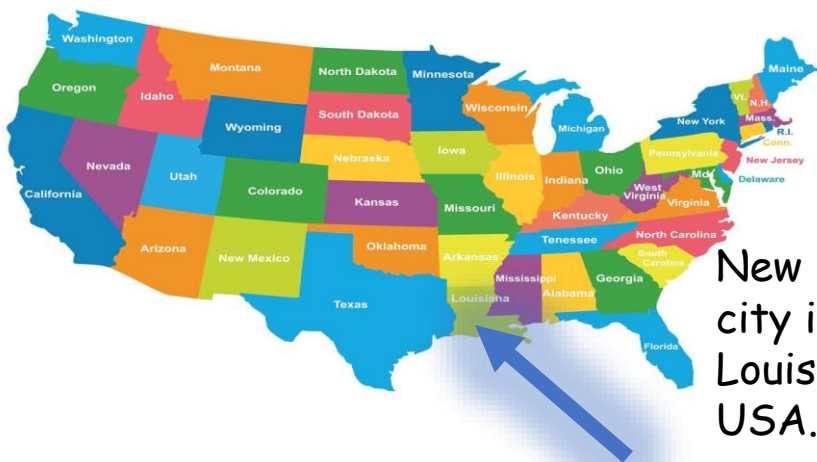 Washington
Maine
Montana
North Dakota
Minnesota
Oregon
Idaho
Vt.
N.H.
Wisconsin
South Dakota
New York
Mass.
Wyoming
Michigan
R.I.
Conn.
Iowa
Pennsylvania
Nebraska
New Jersey
Nevada
Ohio
Illinois
Indiana
Md.
Delaware
Utah
West
Virginia
Colorado
California
Virginia
Kansas
Missouri
Kentucky
North Carolina
Tenessee
Oklahoma
Arizona
Arkansas
South
Carolina
New Mexico
Mississippi
Georgia
Alabama
Louisiana
Texas
Florida
New
city i
Louis
USA.